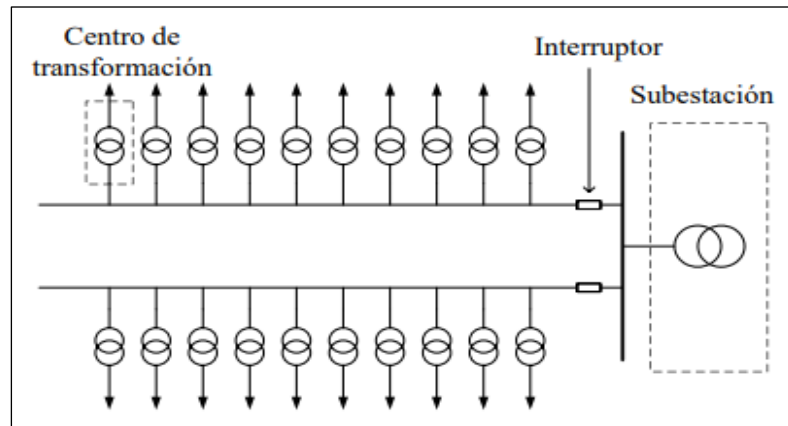 Centro de
transformación
Interruptor
Subestación